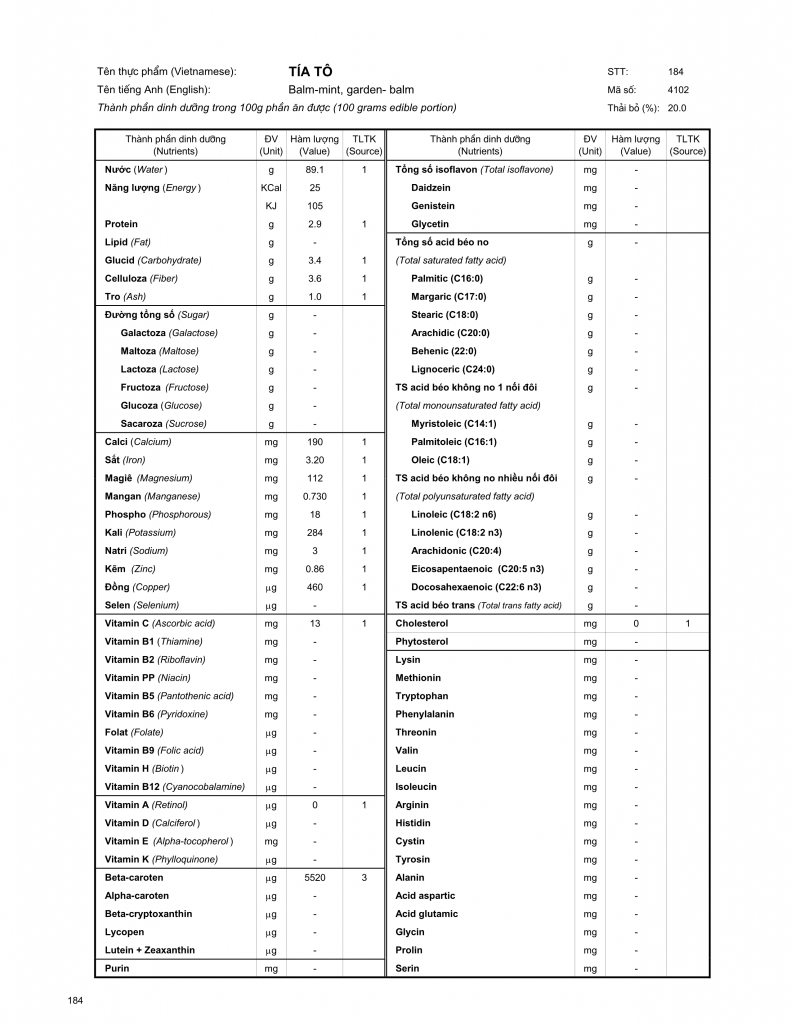 Tên thực phẩm (Vietnamese): TÍA TÔ STT: 184
Tên tiếng Anh (English): Balm-mint, garden- balm Mã số: 4102
Thành phần dinh dưỡng trong 100g phần ăn được (100 grams edible portion) Thải bỏ (%): 20.0
Thành phần dinh dưỡng ĐV Hàm lượng TLTK Thành phần dinh dưỡng ĐV Hàm lượng TLTK
(Nutrients) (Unit) (Value) (Source) (Nutrients) (Unit) (Value) (Source)
Nước (Water ) g 89.1 1 Tổng số isoflavon (Total isoflavone) mg -
Năng lượng (Energy ) KCal 25 Daidzein mg -
KJ 105 Genistein mg -
Protein g 2.9 1 Glycetin mg -
Lipid (Fat) g - Tổng số acid béo no g -
Glucid (Carbohydrate) g 3.4 1 (Total saturated fatty acid)
Celluloza (Fiber) g 3.6 1 Palmitic (C16:0) g -
Tro (Ash) g 1.0 1 Margaric (C17:0) g -
Đường tổng số (Sugar) g - Stearic (C18:0) g -
Galactoza (Galactose) g - Arachidic (C20:0) g -
Maltoza (Maltose) g - Behenic (22:0) g -
Lactoza (Lactose) g - Lignoceric (C24:0) g -
Fructoza (Fructose) g - TS acid béo không no 1 nối đôi g -
Glucoza (Glucose) g - (Total monounsaturated fatty acid)
Sacaroza (Sucrose) g - Myristoleic (C14:1) g -
Calci (Calcium) mg 190 1 Palmitoleic (C16:1) g -
Sắt (Iron) mg 3.20 1 Oleic (C18:1) g -
Magiê (Magnesium) mg 112 1 TS acid béo không no nhiều nối đôi g -
Mangan (Manganese) mg 0.730 1 (Total polyunsaturated fatty acid)
Phospho (Phosphorous) mg 18 1 Linoleic (C18:2 n6) g -
Kali (Potassium) mg 284 1 Linolenic (C18:2 n3) g -
Natri (Sodium) mg 3 1 Arachidonic (C20:4) g -
Kẽm (Zinc) mg 0.86 1 Eicosapentaenoic (C20:5 n3) g -
Đồng (Copper) μg 460 1 Docosahexaenoic (C22:6 n3) g -
Selen (Selenium) μg - TS acid béo trans (Total trans fatty acid) g -
Vitamin C (Ascorbic acid) mg 13 1 Cholesterol mg 0 1
Vitamin B1 (Thiamine) mg - Phytosterol mg -
Vitamin B2 (Riboflavin) mg - Lysin mg -
Vitamin PP (Niacin) mg - Methionin mg -
Vitamin B5 (Pantothenic acid) mg - Tryptophan mg -
Vitamin B6 (Pyridoxine) mg - Phenylalanin mg -
Folat (Folate) μg - Threonin mg -
Vitamin B9 (Folic acid) μg - Valin mg -
Vitamin H (Biotin ) μg - Leucin mg -
Vitamin B12 (Cyanocobalamine) μg - Isoleucin mg -
Vitamin A (Retinol) μg 0 1 Arginin mg -
Vitamin D (Calciferol ) μg - Histidin mg -
Vitamin E (Alpha-tocopherol ) mg - Cystin mg -
Vitamin K (Phylloquinone) μg - Tyrosin mg -
Beta-caroten μg 5520 3 Alanin mg -
Alpha-caroten μg - Acid aspartic mg -
Beta-cryptoxanthin μg - Acid glutamic mg -
Lycopen μg - Glycin mg -
Lutein + Zeaxanthin μg - Prolin mg -
Purin mg - Serin mg -
184